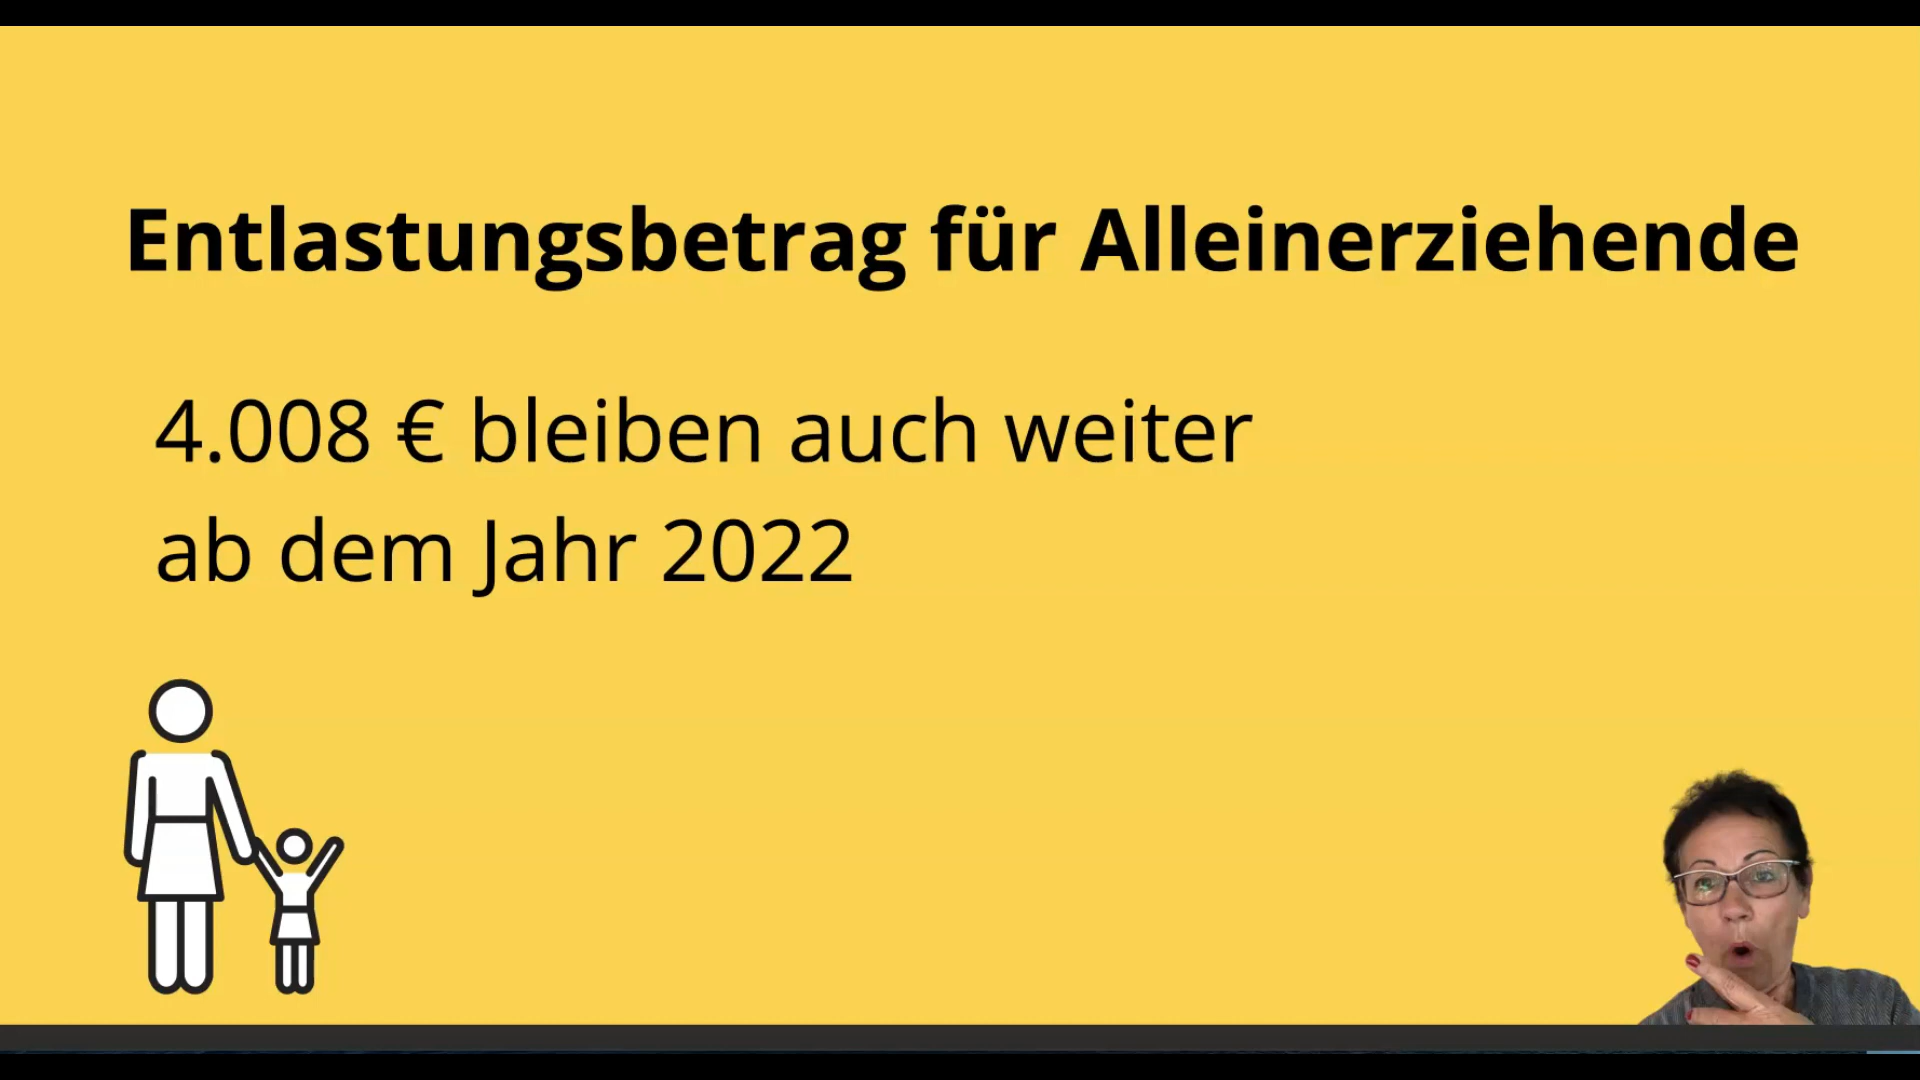 Entlastungsbetrag für Alleinerziehende
4.008 € bleiben auch weiter
ab dem Jahr 2022